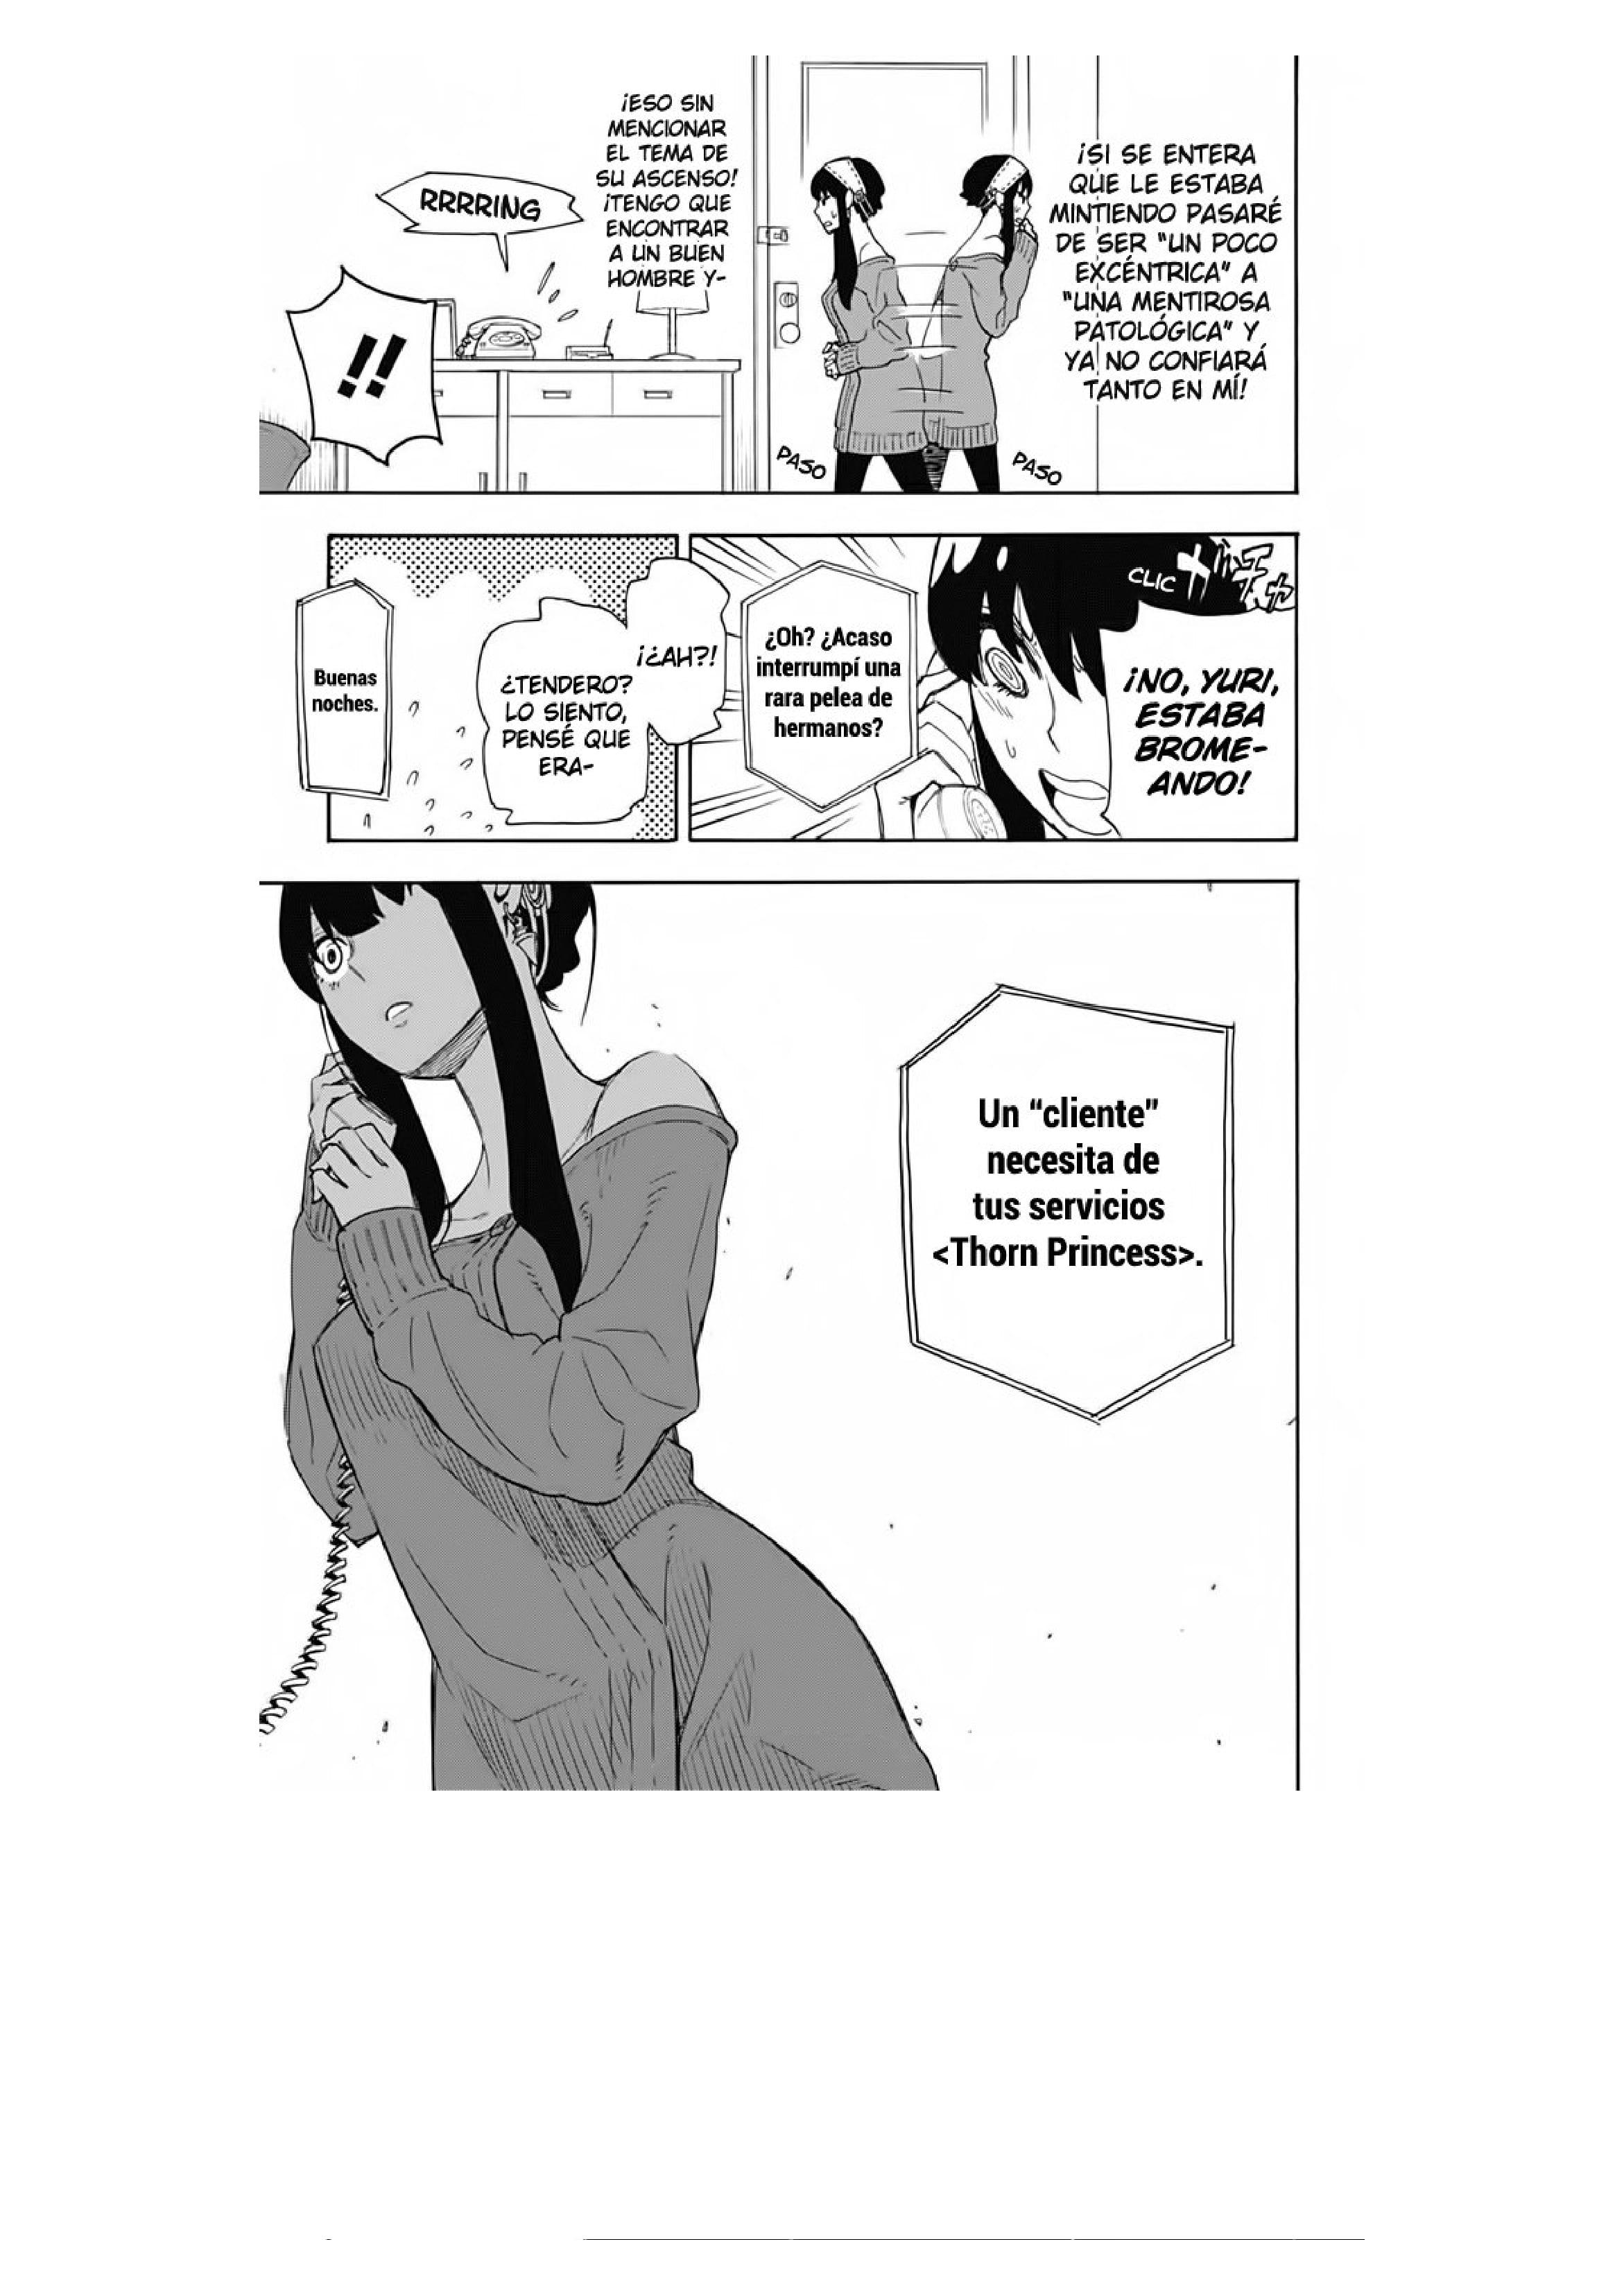 ¡SI SE ENTERA
QUE LE ESTABA
MINTIENDO PASARÉ
DE SER "UN POCO
EXCÉNTRICA" A
"UNA MENTIROSA
PATOLÓGICA" Y
YA NO CONFIARÁ
TANTO EN MÍ!
PASO
PASO
¡ESO SIN
MENCIONAR
EL TEMA DE
SU ASCENSO!
¡TENGO QUE
ENCONTRAR
A UN BUEN
HOMBRE Y-
RRRRING
!!
CLIC
ガチャ
¡NO, YURI,
ESTABA
BROME-
ANDO!
¿Oh? ¿Acaso
interrumpí una
rara pelea de
hermanos?
¡¿AH?!
¿TENDERO?
LO SIENTO,
PENSÉ QUE
ERA-
Buenas
noches.
Un “cliente”
necesita de
tus servicios
<Thorn Princess>.